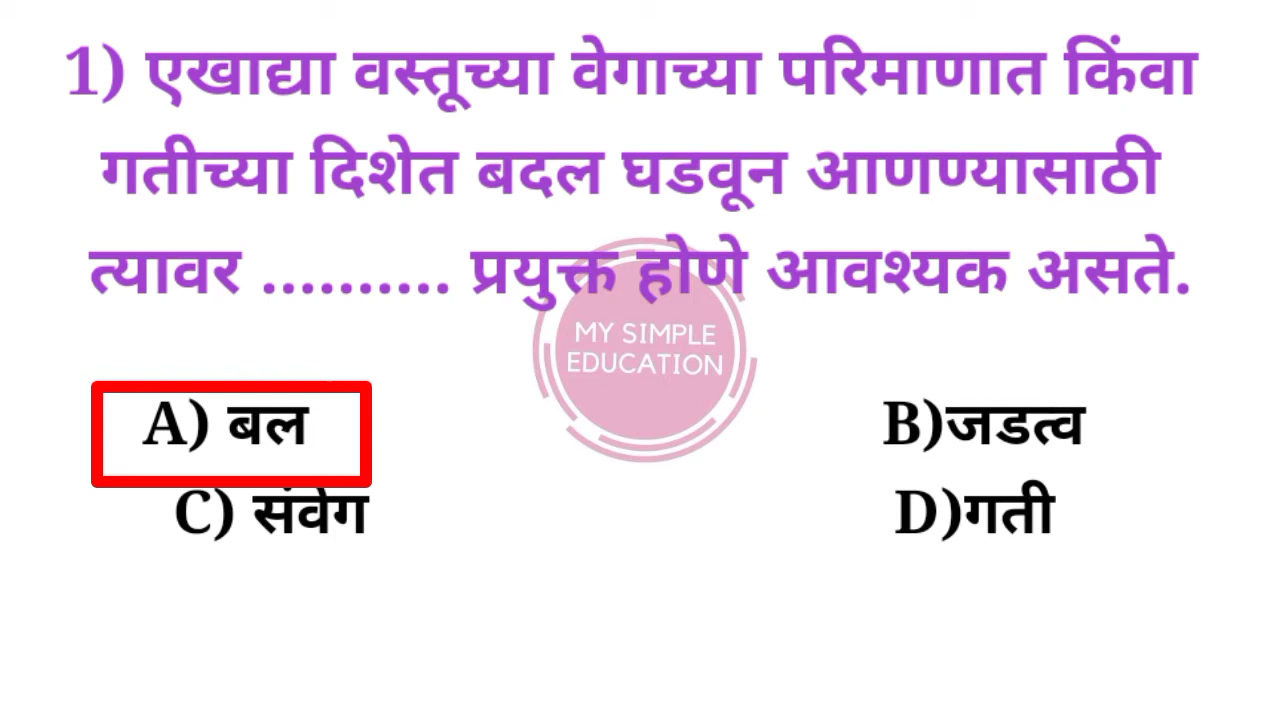 1) एखाद्या वस्तूच्या वेगाच्या परिमाणात किंवा
गतीच्या दिशेत बदल घडवून आणण्यासाठी
त्यावर .......... प्रयुक्त होणे आवश्यक असते.
MY SIMPLE
EDUCATION
A) बल B)जडत्व
C) संवेग D)गती